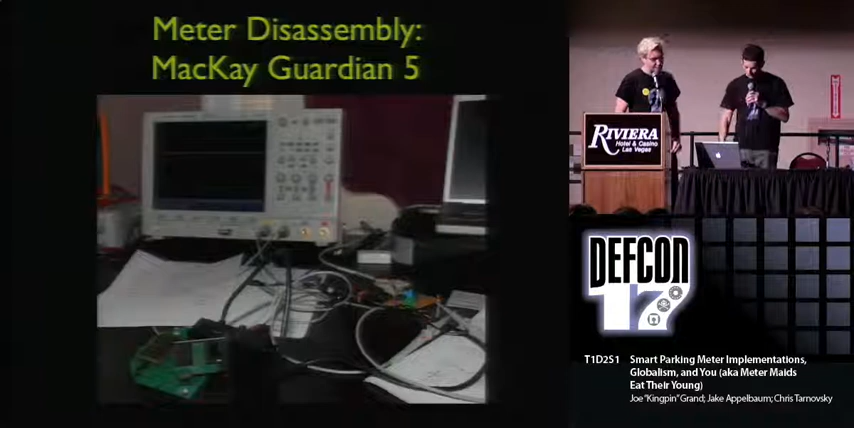 Meter Disassembly:
MacKay Guardian 5
RIVIERA
Hotel & Casino
Las Vegas
DEFCON
17
T1D2S1 Smart Parking Meter Implementations,
Globalism, and You (aka Meter Maids
Eat Their Young)
Joe "Kingpin" Grand; Jake Appelbaum; Chris Tarnovsky